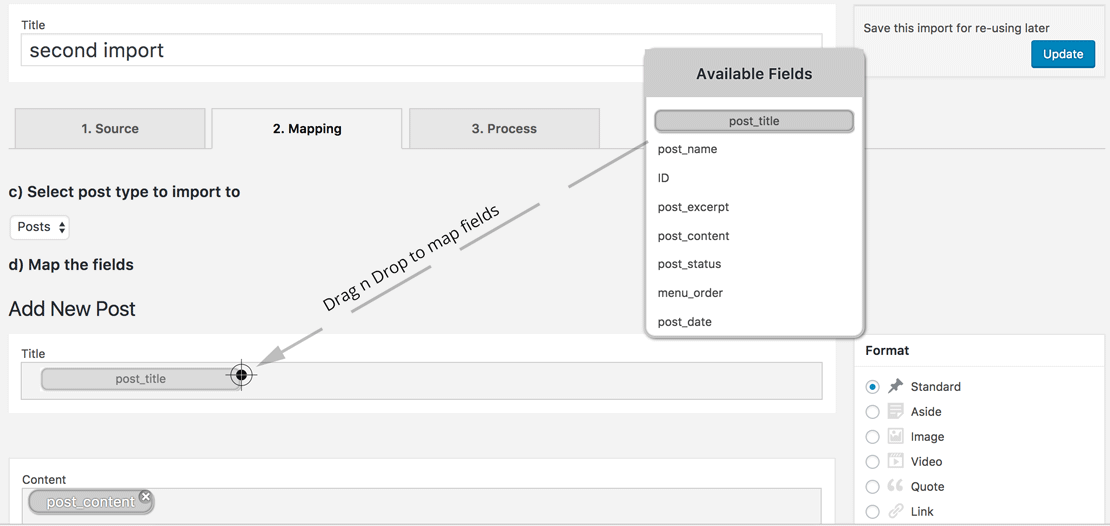 Title
second import
Save this import for re-using later
Update
Available Fields
post_title
post_name
ID
post_excerpt
post_content
post_status
menu_order
post_date
1. Source
2. Mapping
3. Process
c) Select post type to import to
Posts
d) Map the fields
Drag n Drop to map fields
Add New Post
Title
post_title
Content
post_content
Format
Standard
Aside
Image
Video
Quote
Link